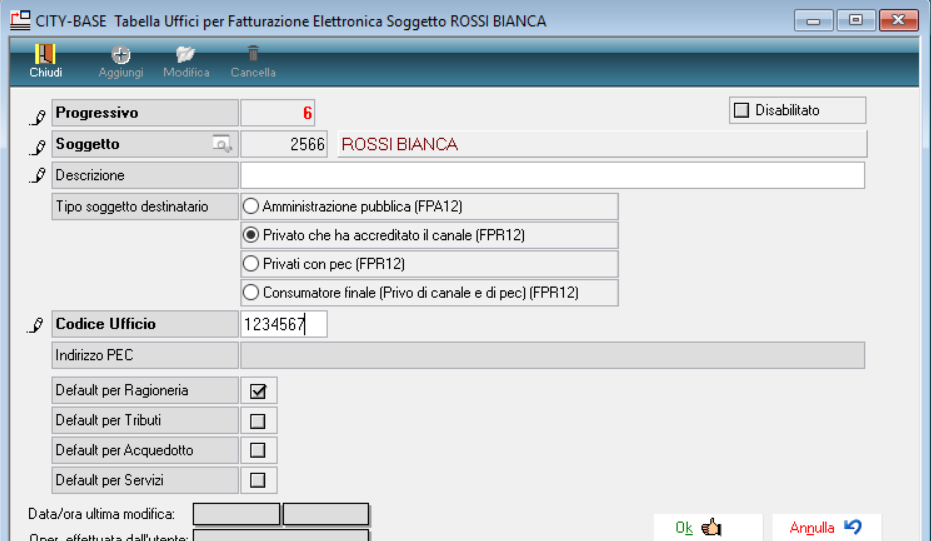 CITY-BASE Tabella Uffici per Fatturazione Elettronica Soggetto ROSSI BIANCA
Chiudi Aggiungi Modifica Cancella
Progressivo 6 Disabilitato
Soggetto 2566 ROSSI BIANCA
Descrizione
Tipo soggetto destinatario Amministrazione pubblica (FPA12)
Privato che ha accreditato il canale (FPR12)
Privati con pec (FPR12)
Consumatore finale (Privo di canale e di pec) (FPR12)
Codice Ufficio 1234567
Indirizzo PEC
Default per Ragioneria
Default per Tributi
Default per Acquedotto
Default per Servizi
Data/ora ultima modifica:
Ok Annulla
Oper. effettuata dall'utente: